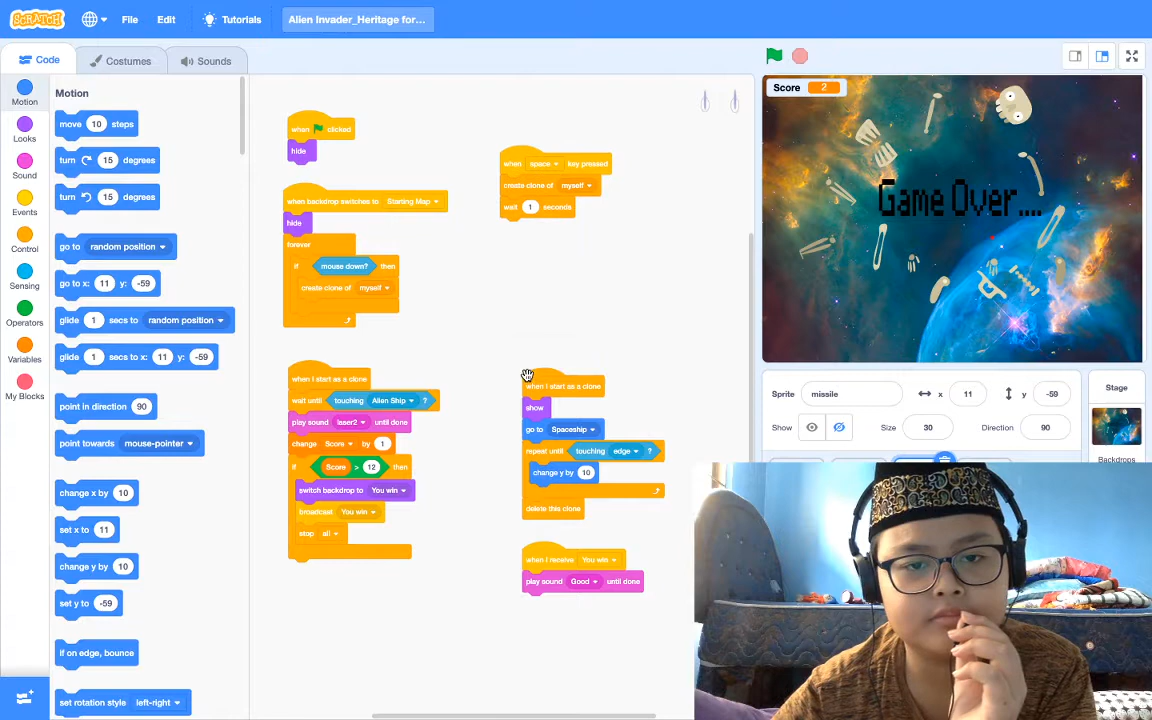 SCRATCH File Edit Tutorials Alien Invader_Heritage for...
Code Costumes Sounds
Motion
Looks
Sound
Events
Control
Sensing
Operators
Variables
My Blocks
Motion
move 10 steps
turn 15 degrees
turn 15 degrees
go to random position
go to x: 11 y: -59
glide 1 secs to random position
glide 1 secs to x: 11 y: -59
point in direction 90
point towards mouse-pointer
change x by 10
set x to 11
change y by 10
set y to -59
if on edge, bounce
set rotation style left-right
when clicked
hide
when backdrop switches to Starting Map
hide
forever
if mouse down? then
create clone of myself
when space key pressed
create clone of myself
wait 1 seconds
when I start as a clone
wait until touching Alien Ship ?
play sound laser2 until done
change Score by 1
if Score > 12 then
switch backdrop to You win
broadcast You win
stop all
when I start as a clone
show
go to Spaceship
repeat until touching edge ?
change y by 10
delete this clone
when I receive You win
play sound Good until done
Score 2
Game Over....
Sprite missile x 11 y -59
Show Size 30 Direction 90
Stage
Backdrops